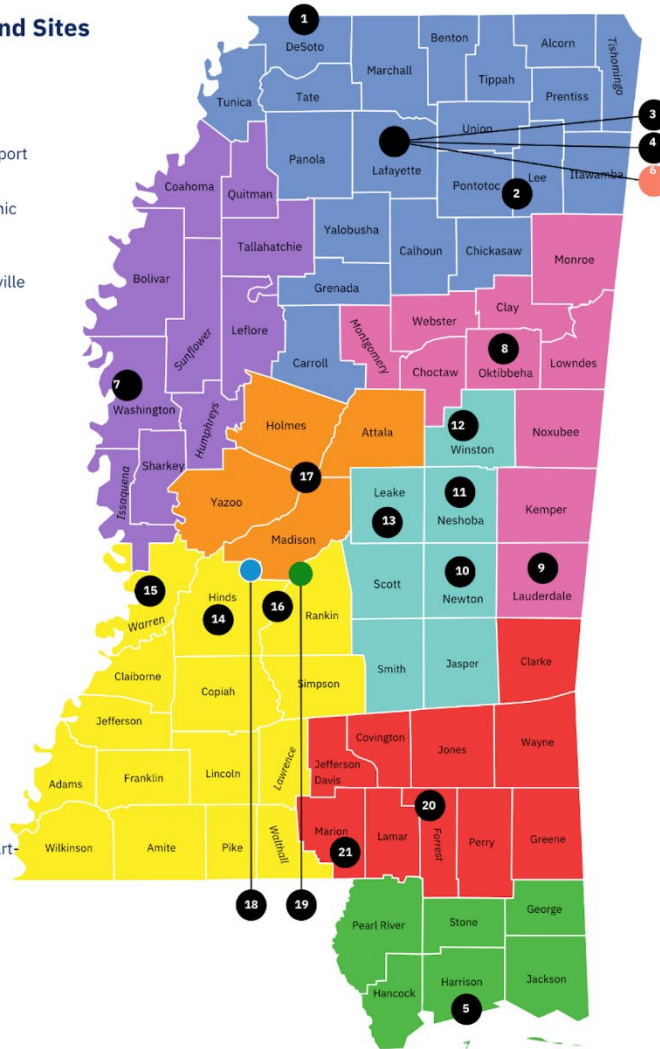 nd Sites
port
nic
ville
art-
1
DeSoto
Marchall
Benton
Alcorn
Tishomingo
Tippah
Prentiss
Tunica
Tate
Union
3
4
6
Panola
Lafayette
Pontotoc
2
Lee
Itawamba
Coahoma
Quitman
Tallahatchie
Yalobusha
Calhoun
Chickasaw
Monroe
Bolivar
Sunflower
Leflore
Grenada
Carroll
Montgomery
Webster
Clay
8
Choctaw
Oktibbeha
Lowndes
7
Washington
Humphreys
Holmes
Attala
12
Winston
Noxubee
Issaquena
Sharkey
Yazoo
17
Madison
Leake
13
11
Neshoba
Kemper
15
Warren
Hinds
14
16
Rankin
Scott
10
Newton
9
Lauderdale
Claiborne
Copiah
Simpson
Smith
Jasper
Clarke
Jefferson
Adams
Franklin
Lincoln
Lawrence
Jefferson
Davis
Covington
Jones
Wayne
Wilkinson
Amite
Pike
Walthall
Marion
21
Lamar
20
Forrest
Perry
Greene
18
19
Pearl River
Stone
George
Hancock
Harrison
5
Jackson